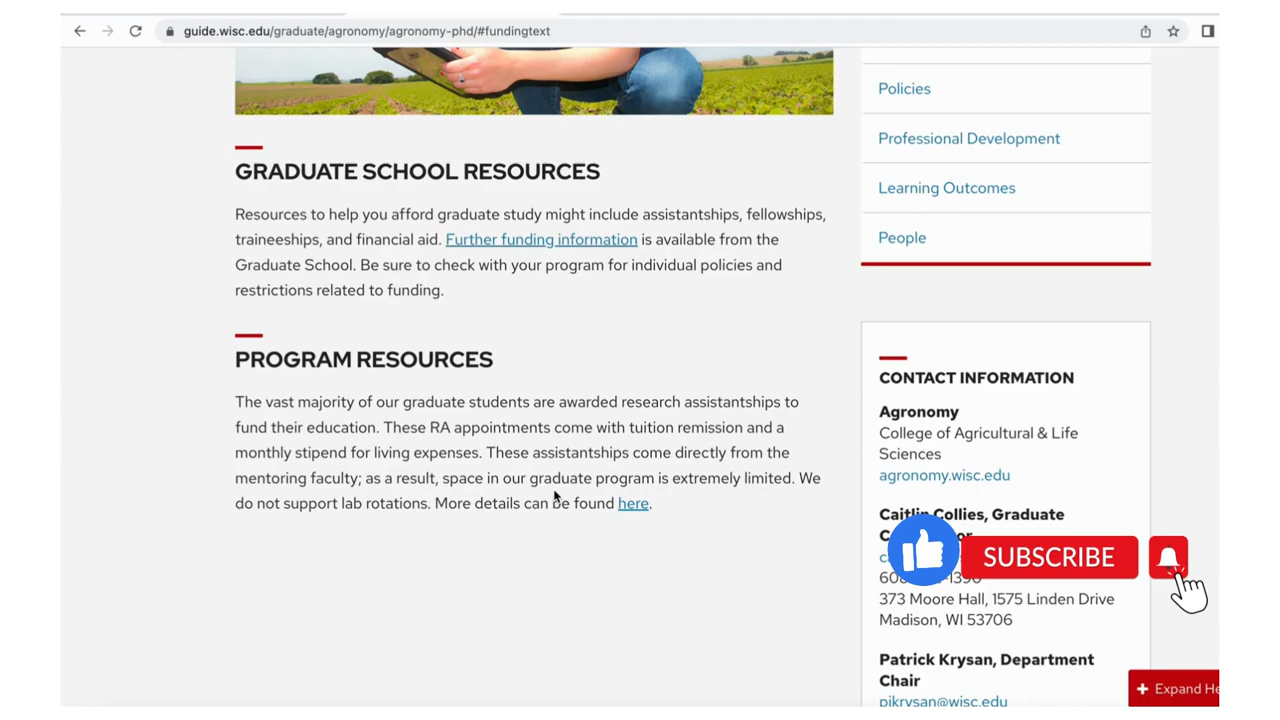 guide.wisc.edu/graduate/agronomy/agronomy-phd/#fundingtext
GRADUATE SCHOOL RESOURCES
Resources to help you afford graduate study might include assistantships, fellowships,
traineeships, and financial aid. Further funding information is available from the
Graduate School. Be sure to check with your program for individual policies and
restrictions related to funding.
PROGRAM RESOURCES
The vast majority of our graduate students are awarded research assistantships to
fund their education. These RA appointments come with tuition remission and a
monthly stipend for living expenses. These assistantships come directly from the
mentoring faculty; as a result, space in our graduate program is extremely limited. We
do not support lab rotations. More details can be found here.
Policies
Professional Development
Learning Outcomes
People
CONTACT INFORMATION
Agronomy
College of Agricultural & Life
Sciences
agronomy.wisc.edu
Caitlin Collies, Graduate
SUBSCRIBE
373 Moore Hall, 1575 Linden Drive
Madison, WI 53706
Patrick Krysan, Department
Chair
pjkrysan@wisc.edu
+ Expand He